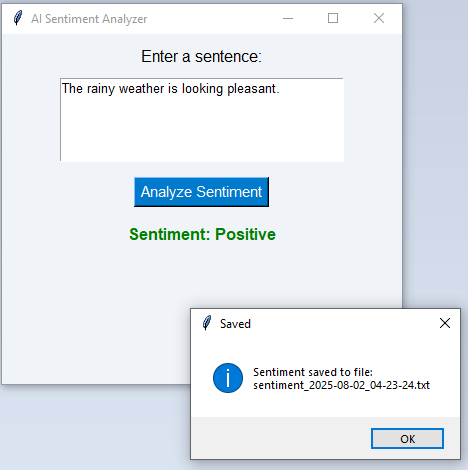 AI Sentiment Analyzer
Enter a sentence:
The rainy weather is looking pleasant.
Analyze Sentiment
Sentiment: Positive
Saved
Sentiment saved to file:
sentiment_2025-08-02_04-23-24.txt
OK